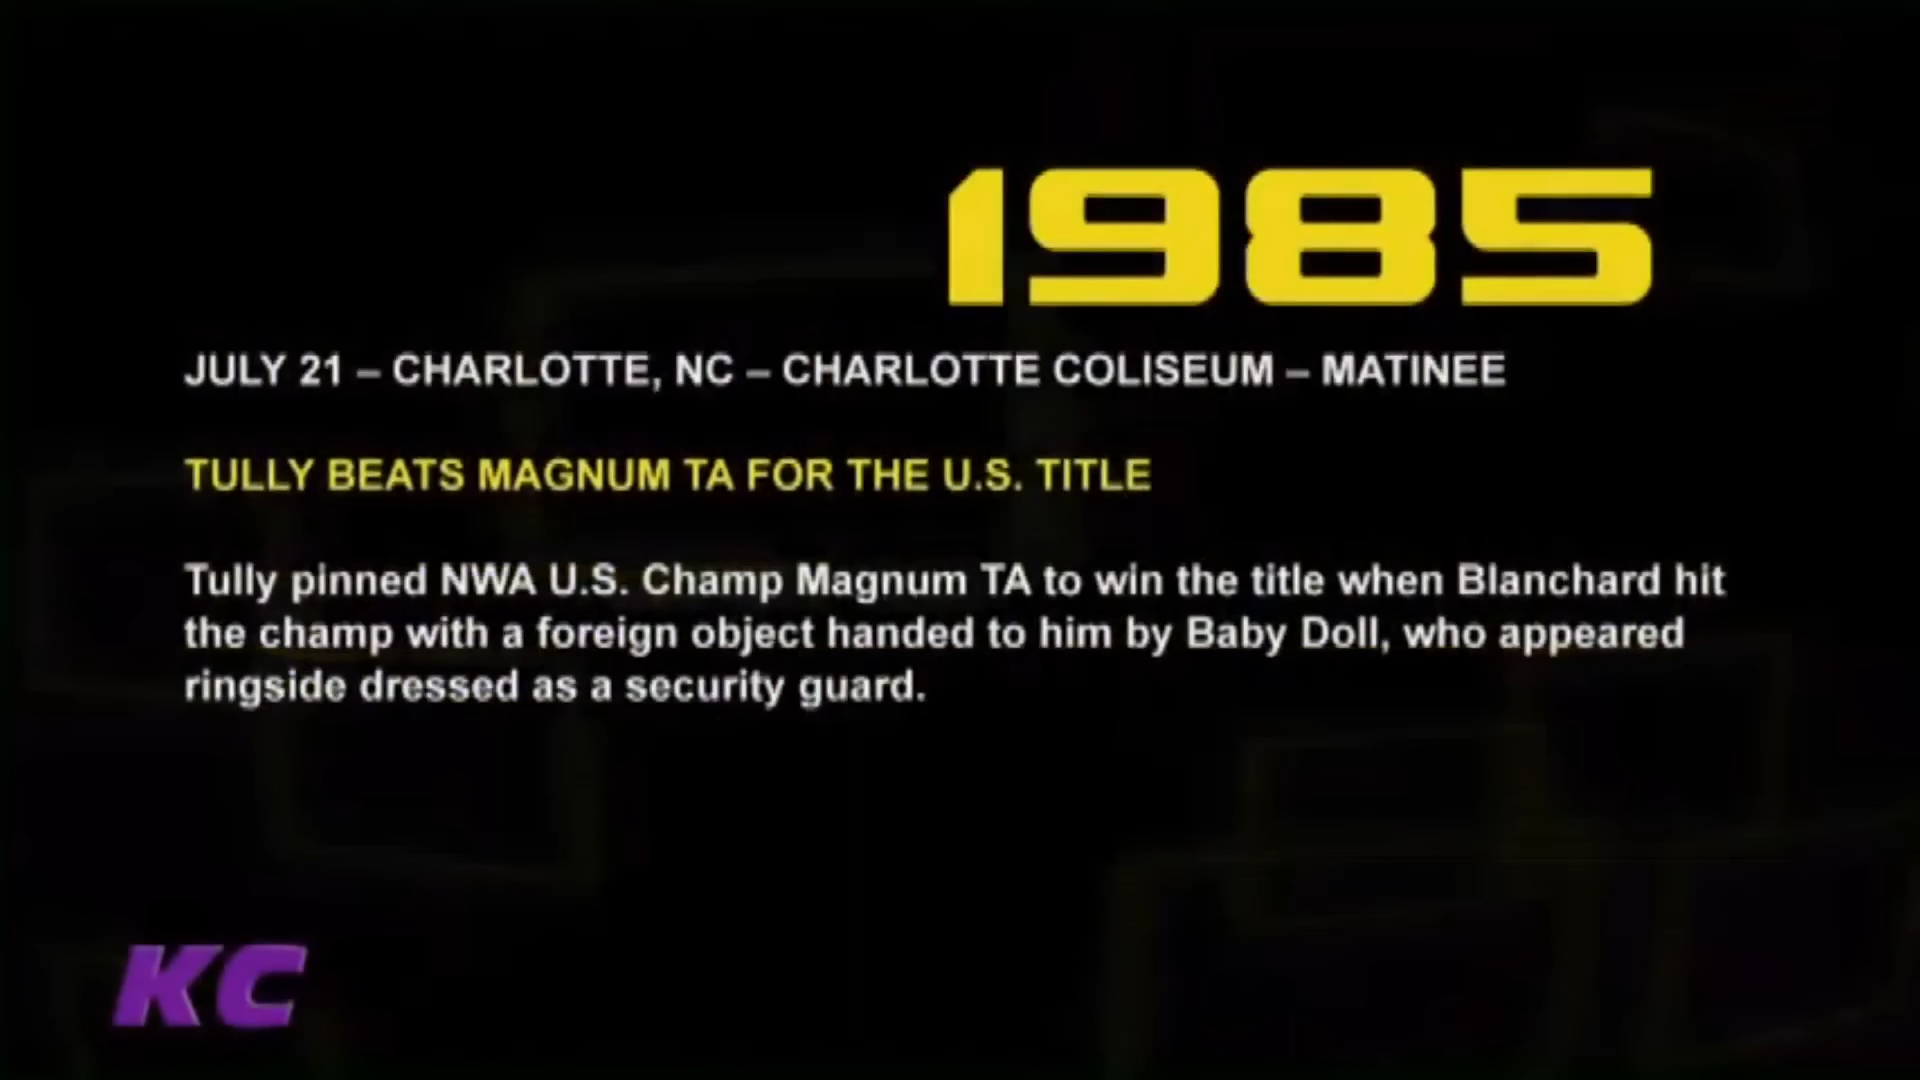 1985
JULY 21 – CHARLOTTE, NC – CHARLOTTE COLISEUM – MATINEE
TULLY BEATS MAGNUM TA FOR THE U.S. TITLE
Tully pinned NWA U.S. Champ Magnum TA to win the title when Blanchard hit
the champ with a foreign object handed to him by Baby Doll, who appeared
ringside dressed as a security guard.
KC